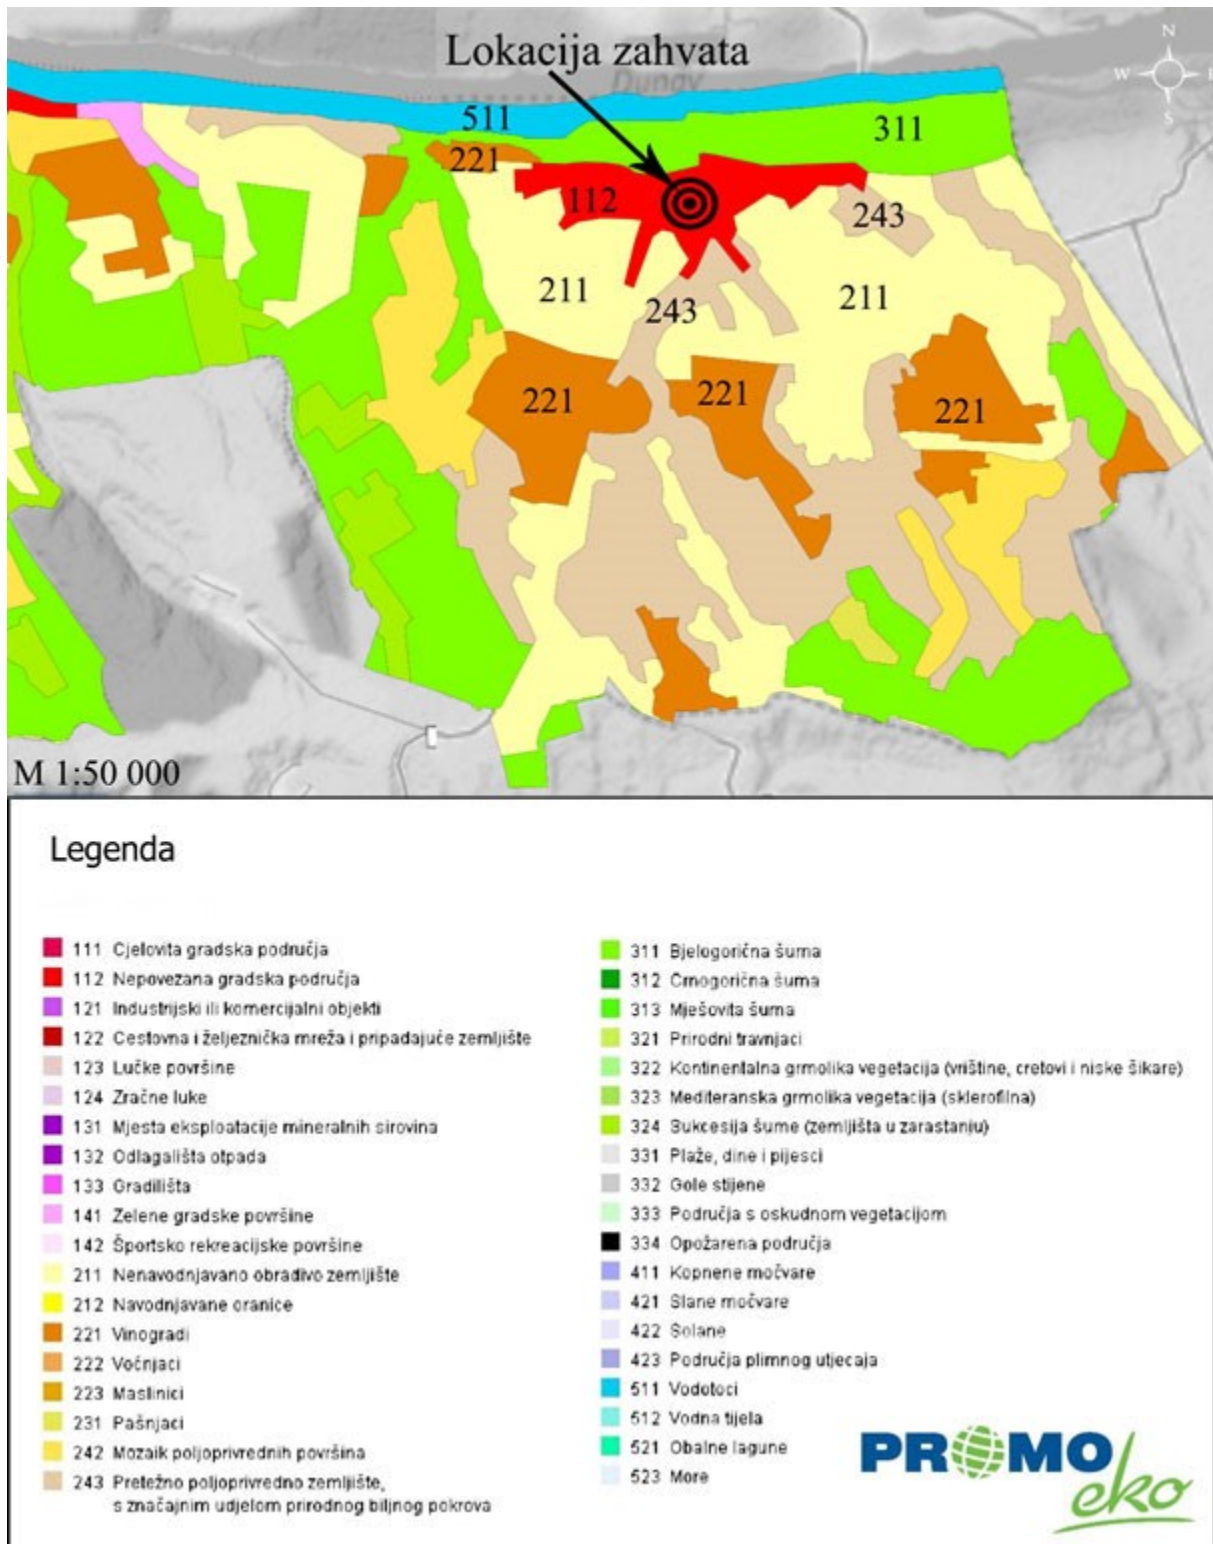 Lokacija zahvata
Dunav
N
W
S
511
311
221
112
243
211
243
211
221
221
221
M 1:50 000
Legenda
111 Cjelovita gradska područja
112 Nepovezana gradska područja
121 Industrijski ili komercijalni objekti
122 Cestovna i željeznička mreža i pripadajuće zemljište
123 Lučke površine
124 Zračne luke
131 Mjesta eksploatacije mineralnih sirovina
132 Odlagališta otpada
133 Gradilišta
141 Zelene gradske površine
142 Športsko rekreacijske površine
211 Nenavodnjavano obradivo zemljište
212 Navodnjavane oranice
221 Vinogradi
222 Voćnjaci
223 Maslinici
231 Pašnjaci
242 Mozaik poljoprivrednih površina
243 Pretežno poljoprivredno zemljište,
s značajnim udjelom prirodnog biljnog pokrova
311 Bjelogorična šuma
312 Crnogorična šuma
313 Mješovita šuma
321 Prirodni travnjaci
322 Kontinentalna grmolika vegetacija (vrištine, cretovi i niske šikare)
323 Mediteranska grmolika vegetacija (sklerofilna)
324 Sukcesija šume (zemljišta u zarastanju)
331 Plaže, dine i pijesci
332 Gole stijene
333 Područja s oskudnom vegetacijom
334 Opožarena područja
411 Kopnene močvare
421 Slane močvare
422 Solane
423 Područja plimnog utjecaja
511 Vodotoci
512 Vodna tijela
521 Obalne lagune
523 More
PROMO
eko